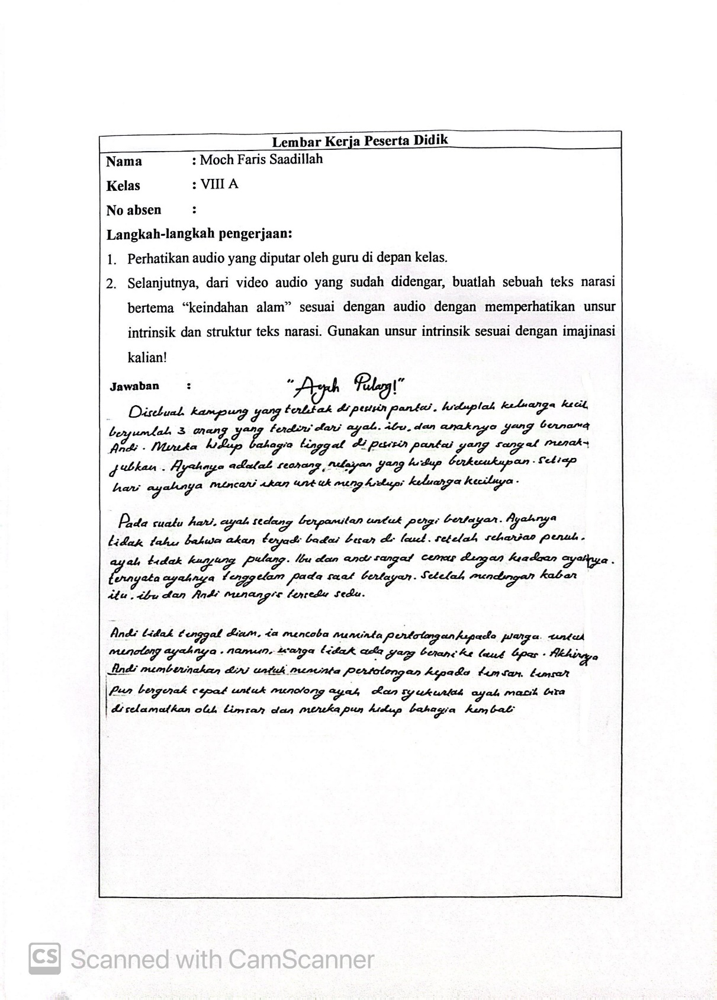 Lembar Kerja Peserta Didik
Nama : Moch Faris Saadillah
Kelas : VIII A
No absen :
Langkah-langkah pengerjaan:
1. Perhatikan audio yang diputar oleh guru di depan kelas.
2. Selanjutnya, dari video audio yang sudah didengar, buatlah sebuah teks narasi
bertema “keindahan alam” sesuai dengan audio dengan memperhatikan unsur
intrinsik dan struktur teks narasi. Gunakan unsur intrinsik sesuai dengan imajinasi
kalian!
Jawaban : "Ayah Pulang!"
Disebuah kampung yang terletak di pesisir pantai, hiduplah keluarga kecil
berjumlah 3 orang yang terdiri dari ayah, ibu, dan anaknya yang bernama
Andi. Mereka hidup bahagia tinggal di pesisir pantai yang sangat menak-
jubkan. Ayahnya adalah seorang nelayan yang hidup berkecukupan. Setiap
hari ayahnya mencari ikan untuk menghidupi keluarga kecilnya.
Pada suatu hari, ayah sedang berpamitan untuk pergi berlayar. Ayahnya
tidak tahu bahwa akan terjadi badai besar di laut. setelah seharian penuh,
ayah tidak kunjung pulang. Ibu dan andi sangat cemas dengan keadaan ayahnya.
ternyata ayahnya tenggelam pada saat berlayar. Setelah mendengar kabar
itu, ibu dan Andi menangis tersedu sedu.
Andi tidak tinggal diam, ia mencoba meminta pertolongan kepada warga untuk
menolong ayahnya. namun, warga tidak ada yang berani ke laut lepas. Akhirnya
Andi memberinakan diri untuk meminta pertolongan kepada timsar. timsar
pun bergerak cepat untuk menolong ayah dan syukurlah ayah masih bisa
diselamatkan oleh timsar dan mereka pun hidup bahagia kembali
CS Scanned with CamScanner